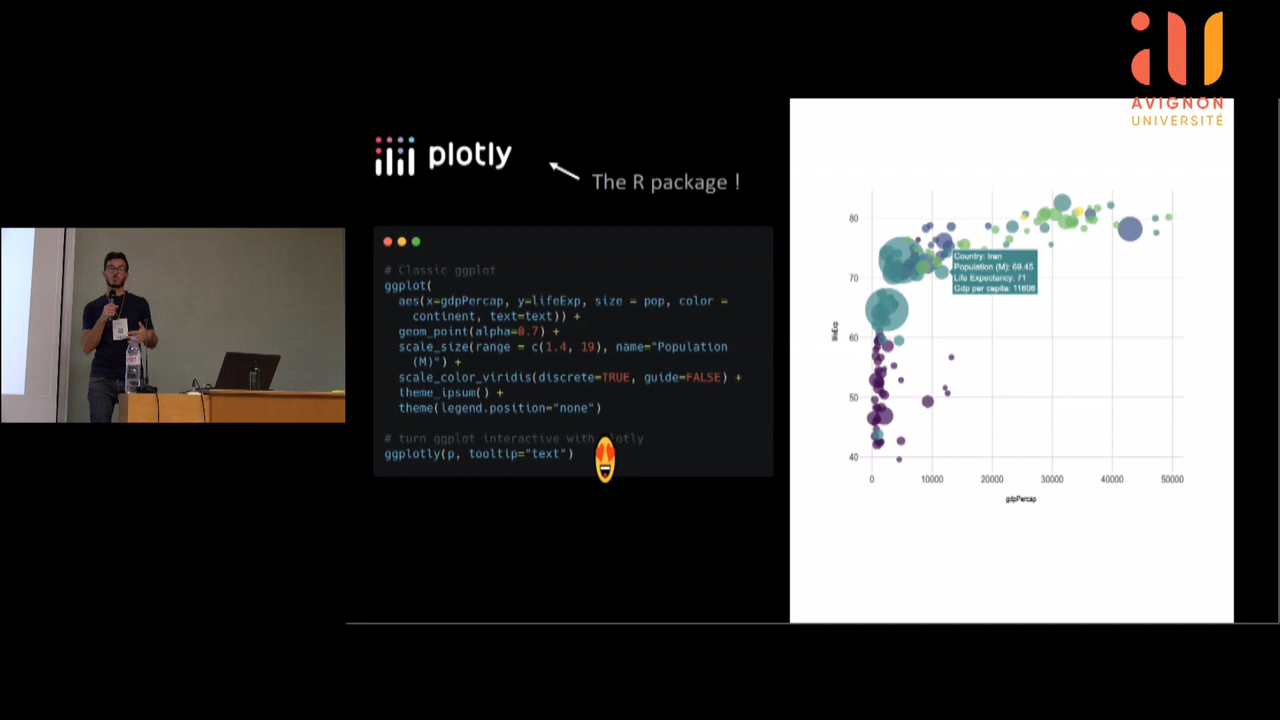 AVIGNON
UNIVERSITÉ
plotly
The R package !
# Classic ggplot
ggplot(
aes(x=gdpPercap, y=lifeExp, size = pop, color =
continent, text=text)) +
geom_point(alpha=0.7) +
scale_size(range = c(1.4, 19), name="Population
(M)") +
scale_color_viridis(discrete=TRUE, guide=FALSE) +
theme_ipsum() +
theme(legend.position="none")
# turn ggplot interactive with plotly
ggplotly(p, tooltip="text")
80
70
60
50
40
lifeExp
Country: Iran
Population (M): 69.45
Life Expectancy: 71
Gdp per capita: 11606
0 10000 20000 30000 40000 50000
gdpPercap